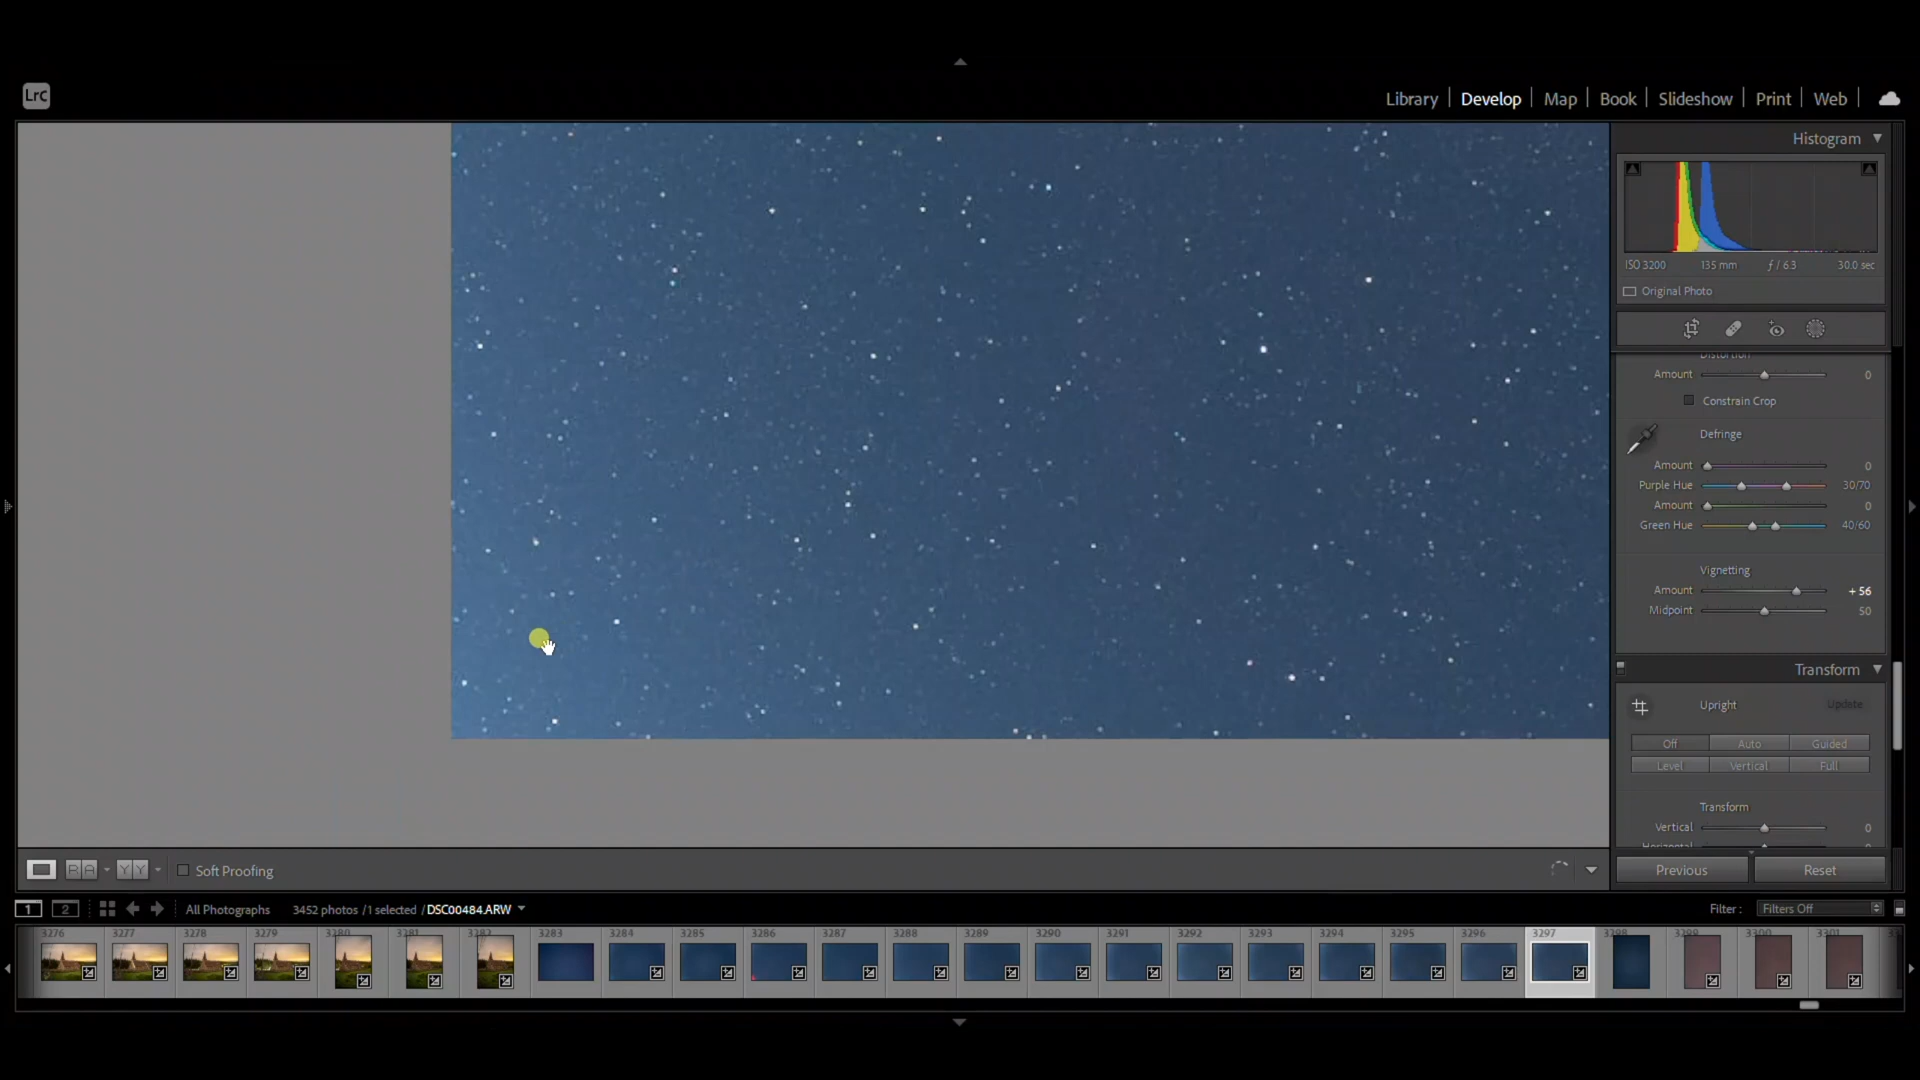 LrC
Library | Develop | Map | Book | Slideshow | Print | Web |
Histogram
ISO 3200 135 mm ƒ / 6.3 30.0 sec
Original Photo
Distortion
Amount 0
Constrain Crop
Defringe
Amount 0
Purple Hue 30/70
Amount 0
Green Hue 40/60
Vignetting
Amount + 56
Midpoint 50
Transform
Upright Update
Off Auto Guided
Level Vertical Full
Transform
Vertical 0
Horizontal 0
R A Y Y Soft Proofing
Previous Reset
1 2 All Photographs 3452 photos / 1 selected / DSC00484.ARW Filter : Filters Off
3276 3277 3278 3279 3280 3281 3282 3283 3284 3285 3286 3287 3288 3289 3290 3291 3292 3293 3294 3295 3296 3297 3298 3299 3300 3301